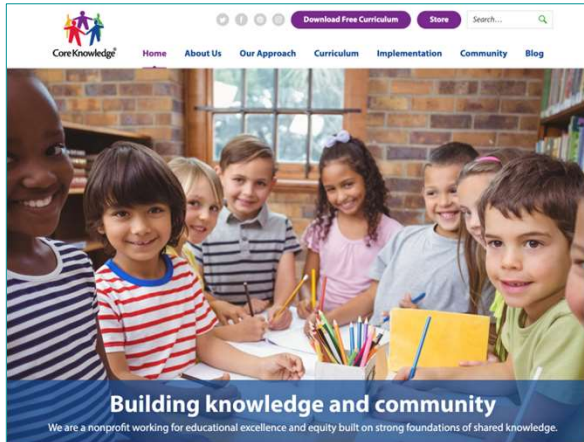 Download Free Curriculum Store Search...
CoreKnowledge®
Home About Us Our Approach Curriculum Implementation Community Blog
Building knowledge and community
We are a nonprofit working for educational excellence and equity built on strong foundations of shared knowledge.